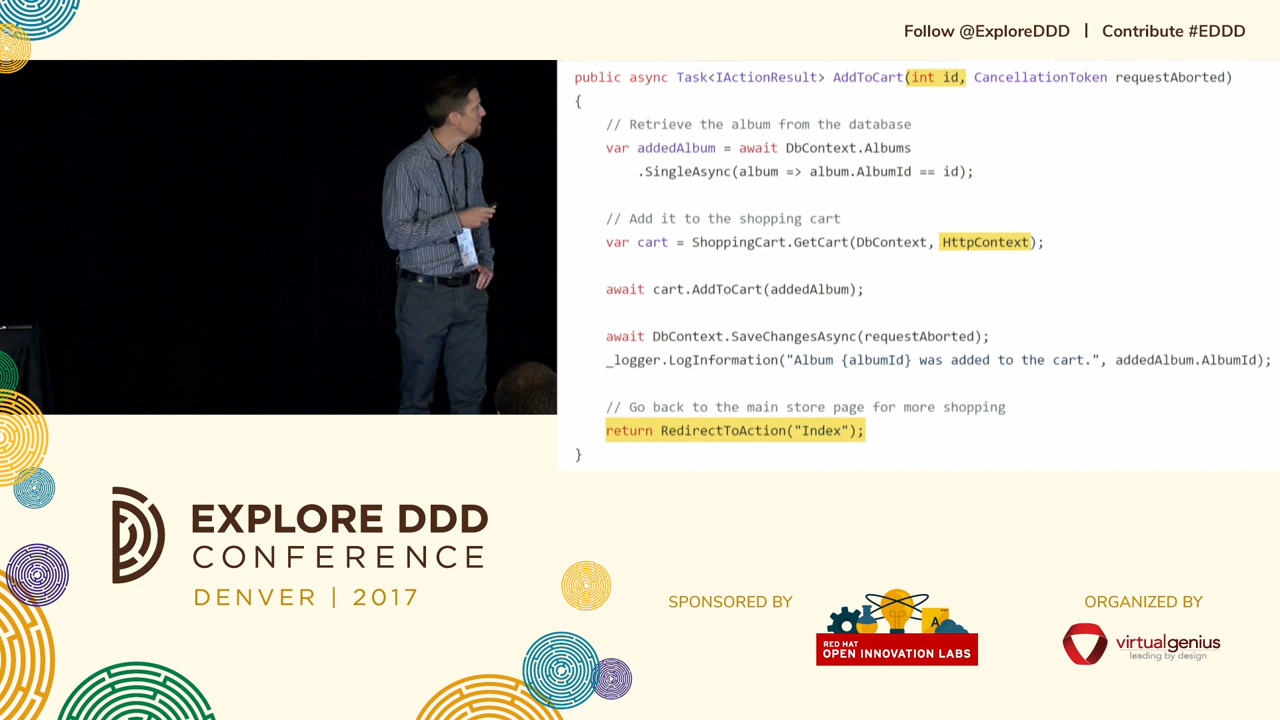 Follow @ExploreDDD | Contribute #EDDD
public async Task<IActionResult> AddToCart(int id, CancellationToken requestAborted)
{
// Retrieve the album from the database
var addedAlbum = await DbContext.Albums
.SingleAsync(album => album.AlbumId == id);
// Add it to the shopping cart
var cart = ShoppingCart.GetCart(DbContext, HttpContext);
await cart.AddToCart(addedAlbum);
await DbContext.SaveChangesAsync(requestAborted);
_logger.LogInformation("Album {albumId} was added to the cart.", addedAlbum.AlbumId);
// Go back to the main store page for more shopping
return RedirectToAction("Index");
}
EXPLORE DDD
CONFERENCE
DENVER | 2017
SPONSORED BY
RED HAT
OPEN INNOVATION LABS
ORGANIZED BY
virtualgenius
leading by design